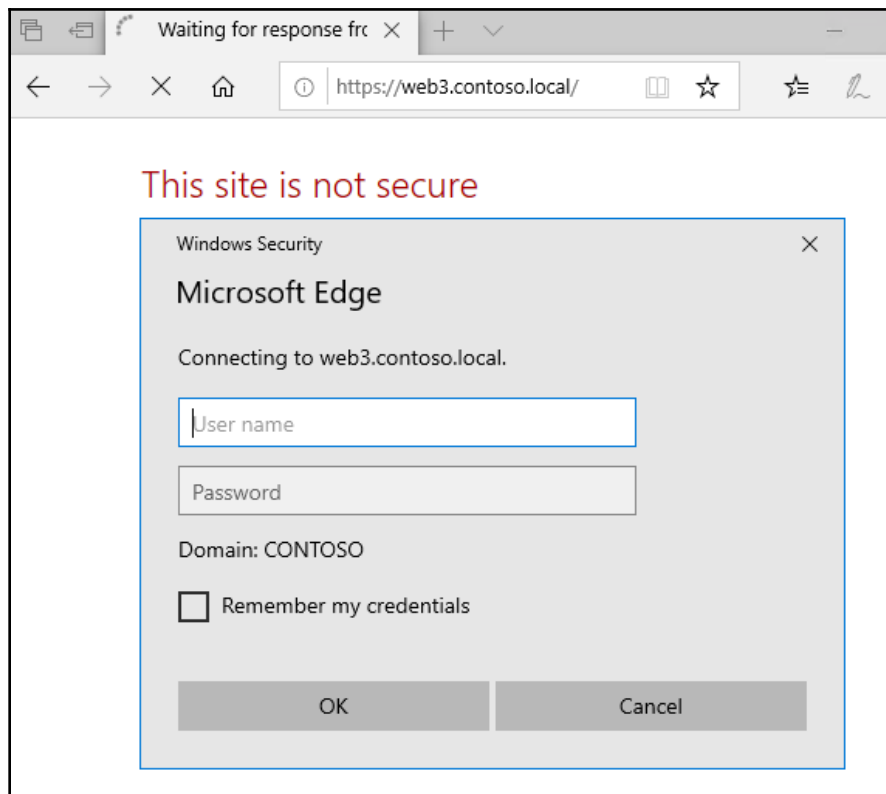 Waiting for response frc
https://web3.contoso.local/
This site is not secure
Windows Security
Microsoft Edge
Connecting to web3.contoso.local.
User name
Password
Domain: CONTOSO
Remember my credentials
OK Cancel